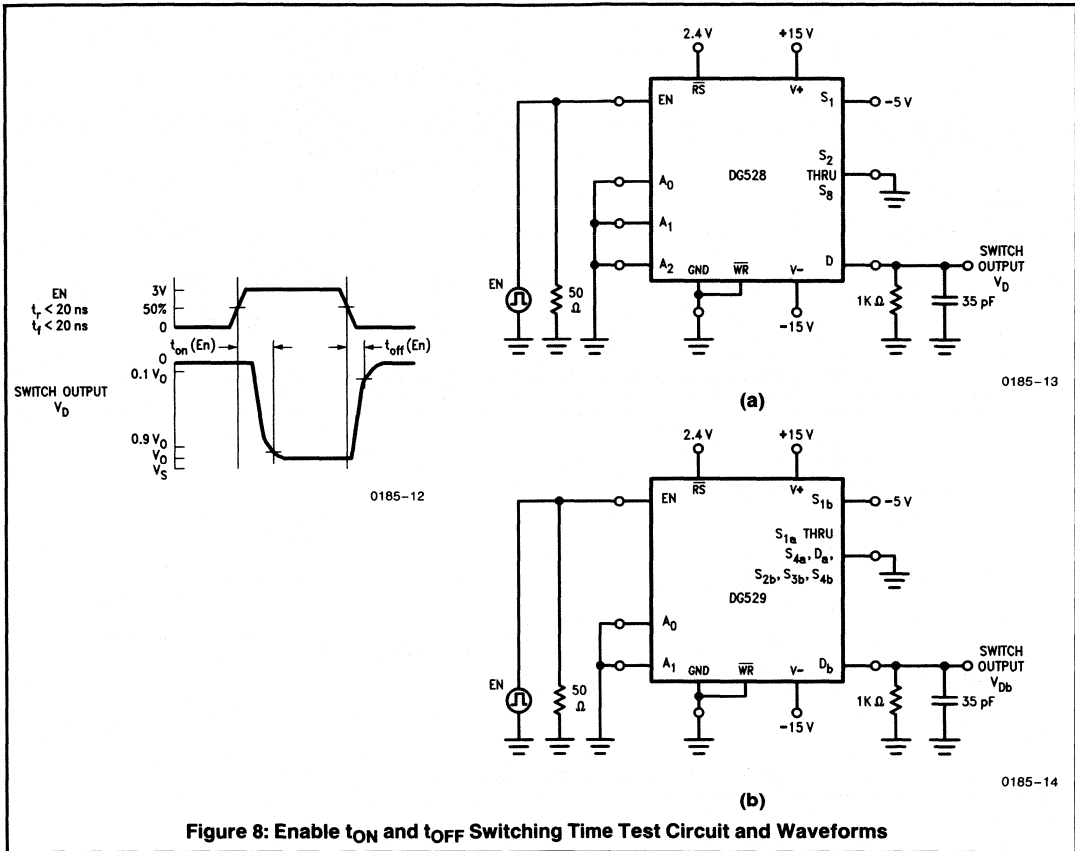 EN
tr < 20 ns
tf < 20 ns
3V
50%
0
ton (En)
toff (En)
SWITCH OUTPUT
VD
0
0.1 VO
0.9 VO
VO
VS
0185-12
2.4 V
+15 V
RS
V+
EN
S1
-5 V
S2
THRU
S8
DG528
A0
A1
A2
GND
WR
V-
D
SWITCH
OUTPUT
VD
EN
50
Ω
-15 V
1K Ω
35 pF
0185-13
(a)
2.4 V
+15 V
RS
V+
EN
S1b
-5 V
S1a THRU
S4a, Da,
S2b, S3b, S4b
DG529
A0
A1
GND
WR
V-
Db
SWITCH
OUTPUT
VDb
EN
50
Ω
-15 V
1K Ω
35 pF
0185-14
(b)
Figure 8: Enable tON and tOFF Switching Time Test Circuit and Waveforms